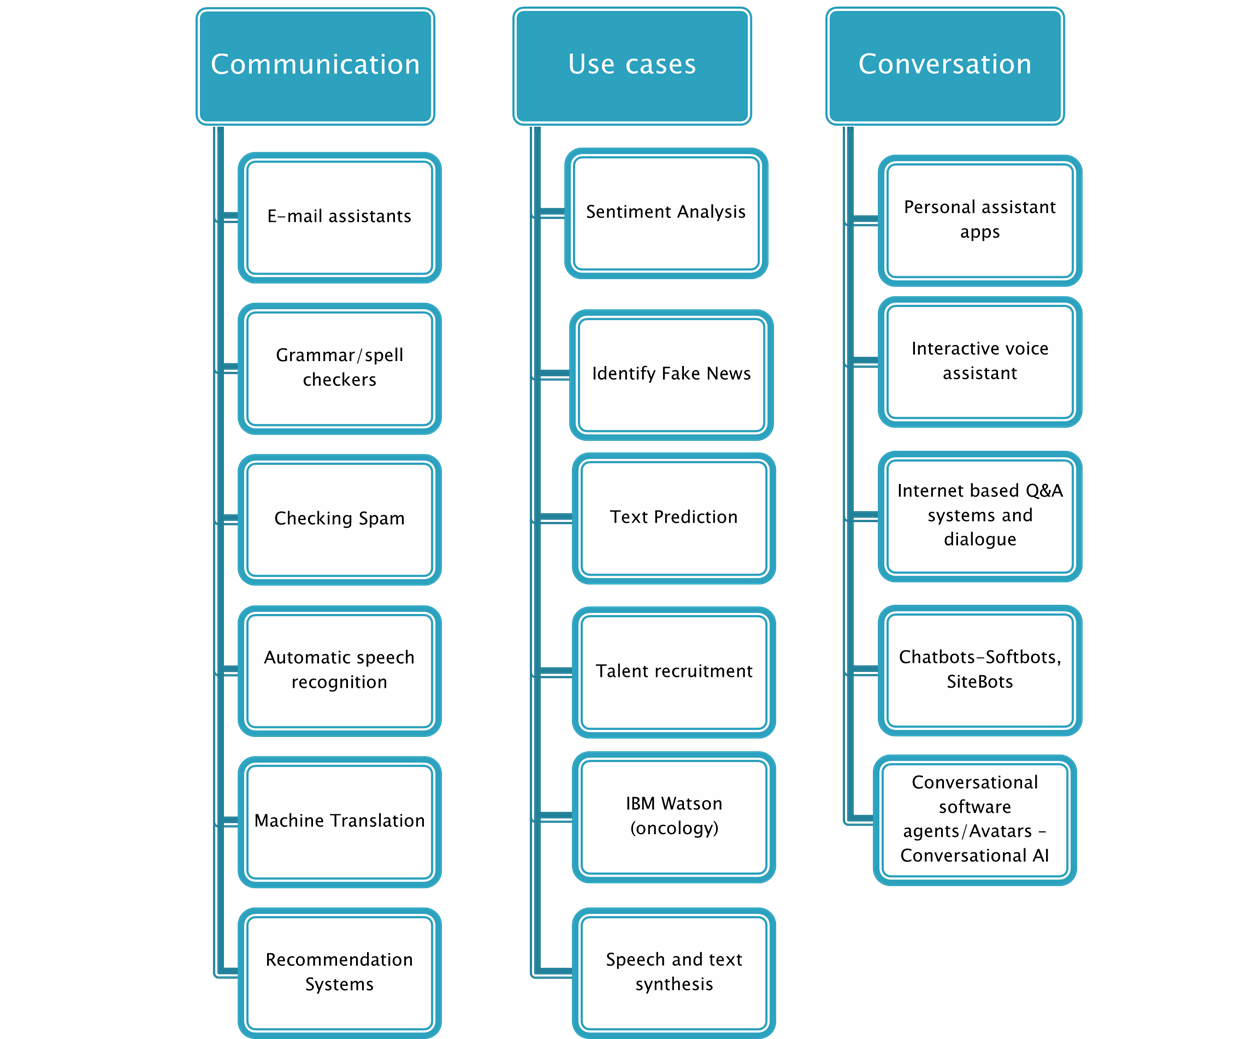 Communication
E-mail assistants
Grammar/spell
checkers
Checking Spam
Automatic speech
recognition
Machine Translation
Recommendation
Systems
Use cases
Sentiment Analysis
Identify Fake News
Text Prediction
Talent recruitment
IBM Watson
(oncology)
Speech and text
synthesis
Conversation
Personal assistant
apps
Interactive voice
assistant
Internet based Q&A
systems and
dialogue
Chatbots-Softbots,
SiteBots
Conversational
software
agents/Avatars –
Conversational AI